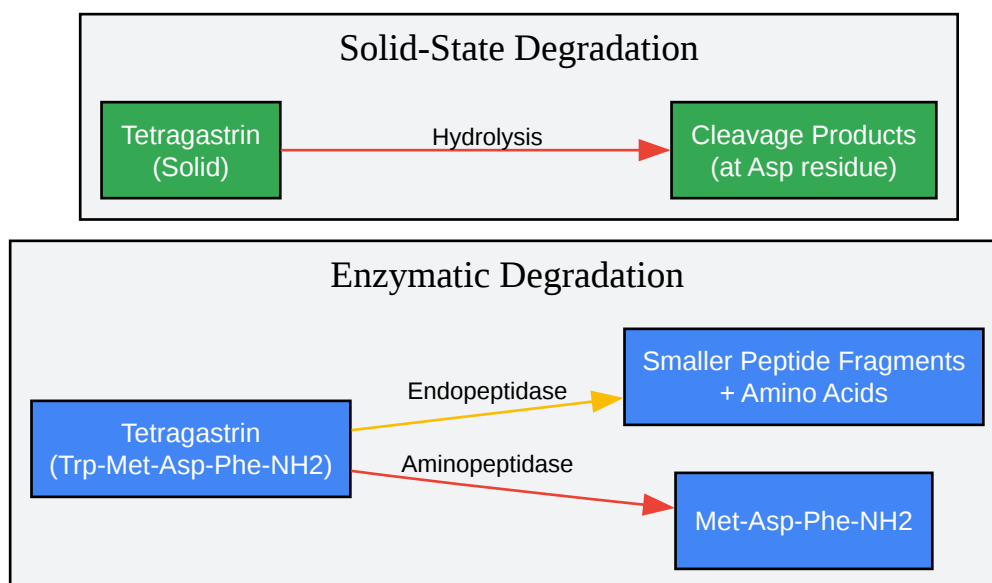 Solid-State Degradation
Tetragastrin
(Solid)
Hydrolysis
Cleavage Products
(at Asp residue)
Enzymatic Degradation
Tetragastrin
(Trp-Met-Asp-Phe-NH2)
Endopeptidase
Smaller Peptide Fragments
+ Amino Acids
Aminopeptidase
Met-Asp-Phe-NH2